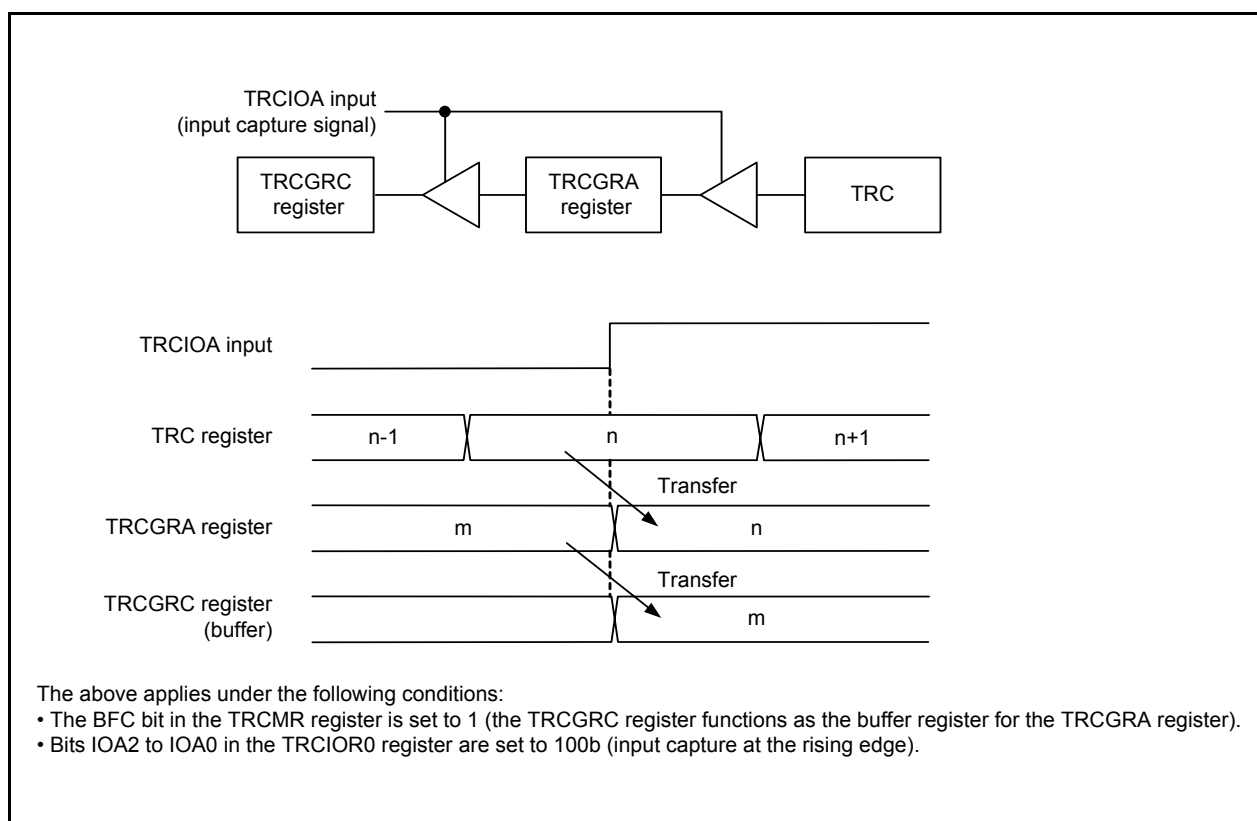 TRCIOA input
(input capture signal)
TRCGRC
register
TRCGRA
register
TRC
TRCIOA input
TRC register
n-1
n
n+1
Transfer
TRCGRA register
m
n
Transfer
TRCGRC register
(buffer)
m
The above applies under the following conditions:
• The BFC bit in the TRCMR register is set to 1 (the TRCGRC register functions as the buffer register for the TRCGRA register).
• Bits IOA2 to IOA0 in the TRCIOR0 register are set to 100b (input capture at the rising edge).